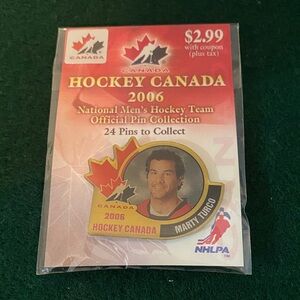 CANADA
$2.99
with coupon
(plus tax)
CANADA
HOCKEY CANADA
2006
National Men's Hockey Team
Official Pin Collection
24 Pins to Collect
CANADA
2006
HOCKEY CANADA
MARTY TURCO
NHLPA